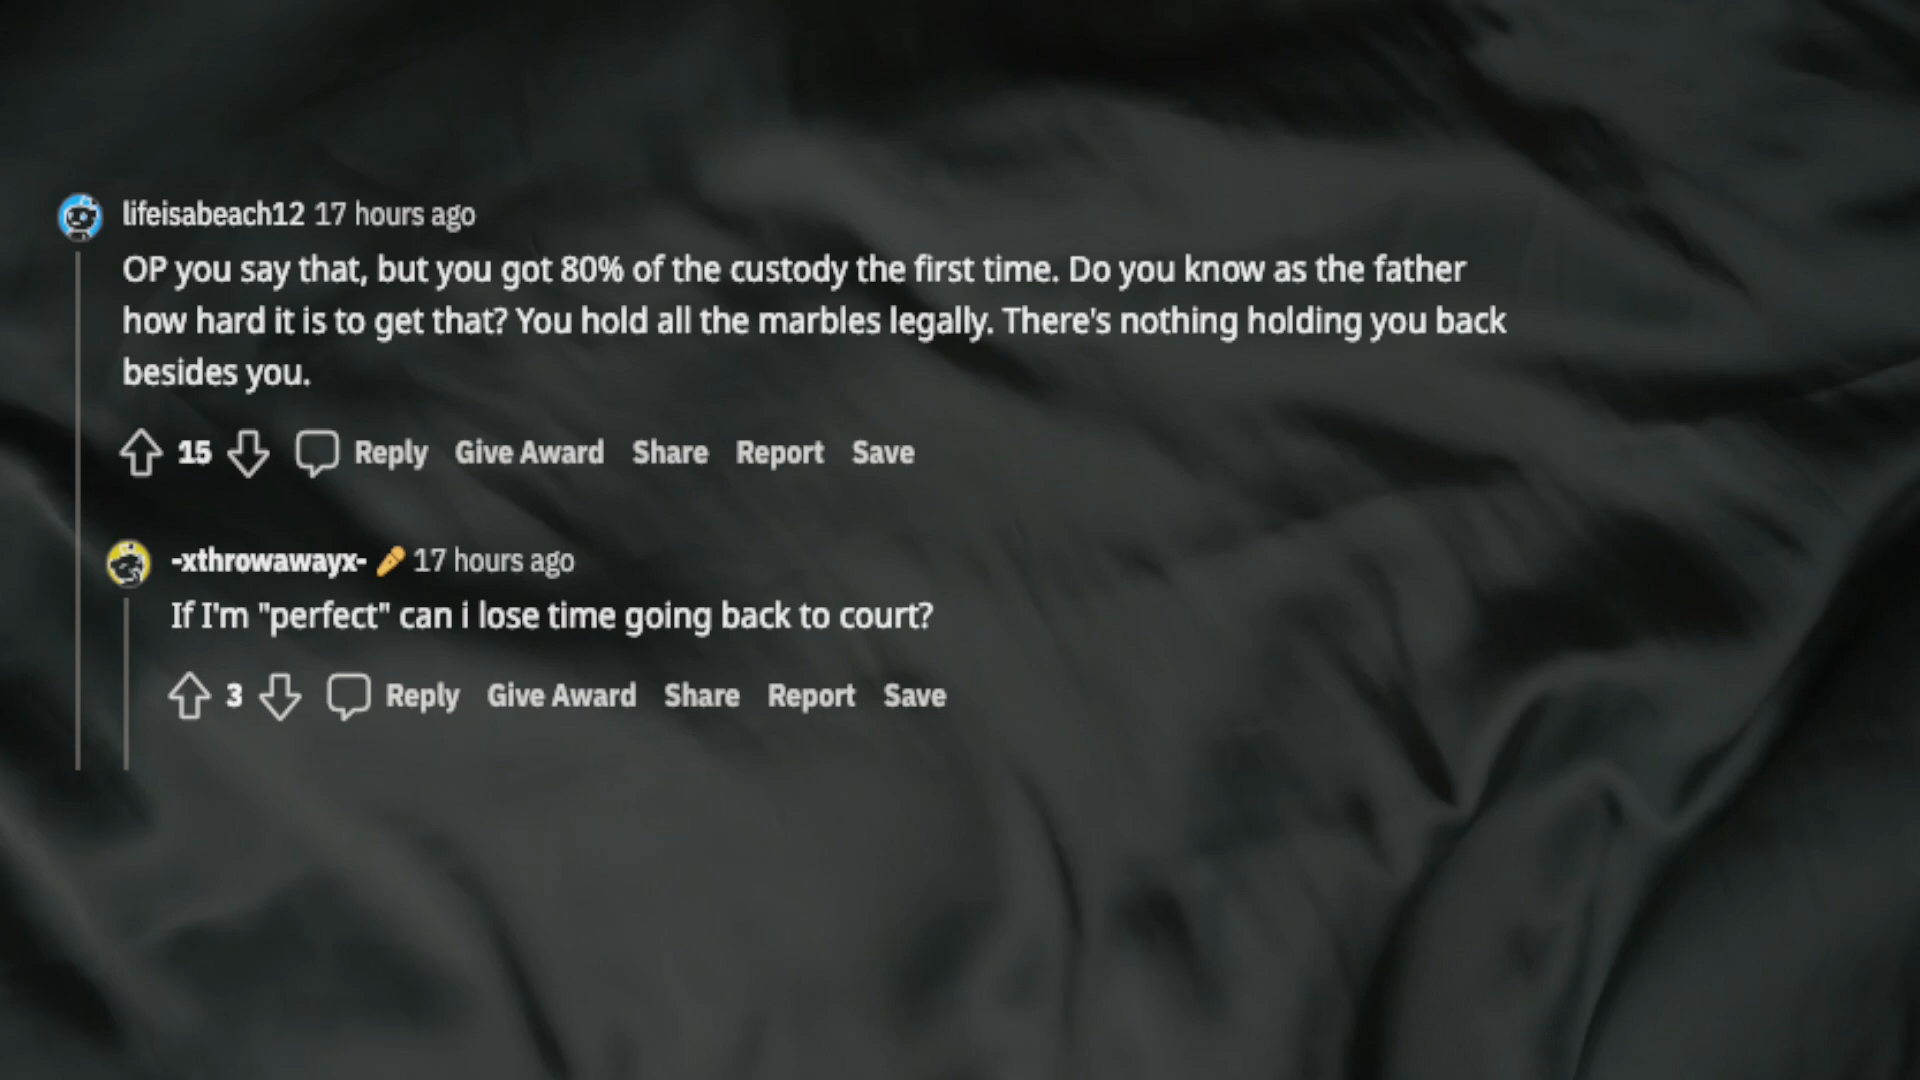 lifeisabeach12 17 hours ago
OP you say that, but you got 80% of the custody the first time. Do you know as the father
how hard it is to get that? You hold all the marbles legally. There's nothing holding you back
besides you.
15 Reply Give Award Share Report Save
-xthrowawayx- 17 hours ago
If I'm "perfect" can i lose time going back to court?
3 Reply Give Award Share Report Save